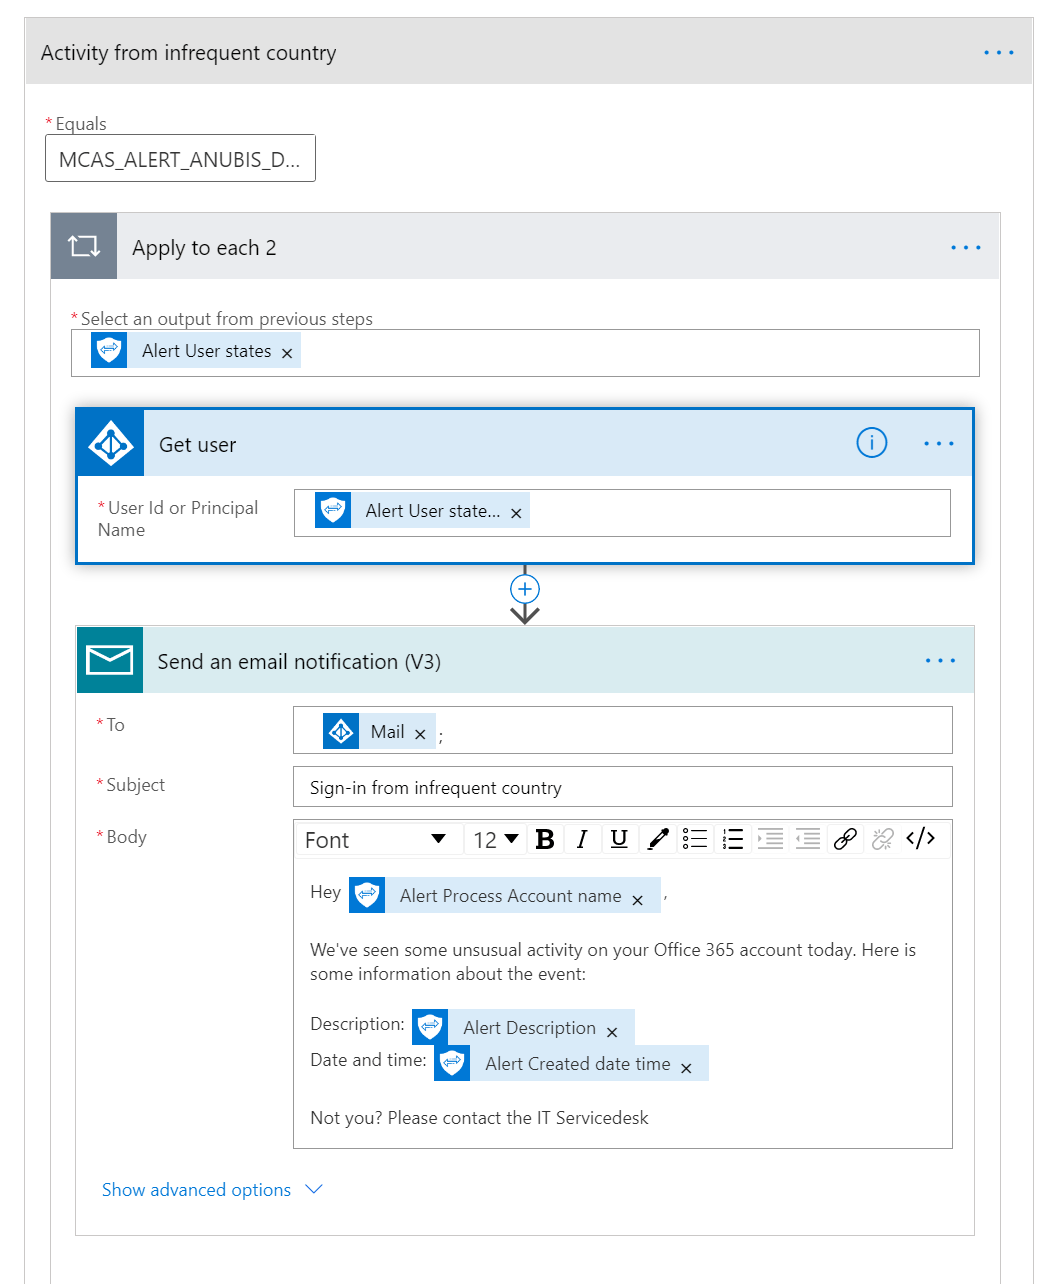 Activity from infrequent country
* Equals
MCAS_ALERT_ANUBIS_D...
Apply to each 2
* Select an output from previous steps
Alert User states ×
Get user
* User Id or Principal Name
Alert User state... ×
Send an email notification (V3)
* To
Mail × ;
* Subject
Sign-in from infrequent country
* Body
Font 12 B I U </>
Hey Alert Process Account name × ,
We've seen some unsusual activity on your Office 365 account today. Here is
some information about the event:
Description: Alert Description ×
Date and time: Alert Created date time ×
Not you? Please contact the IT Servicedesk
Show advanced options